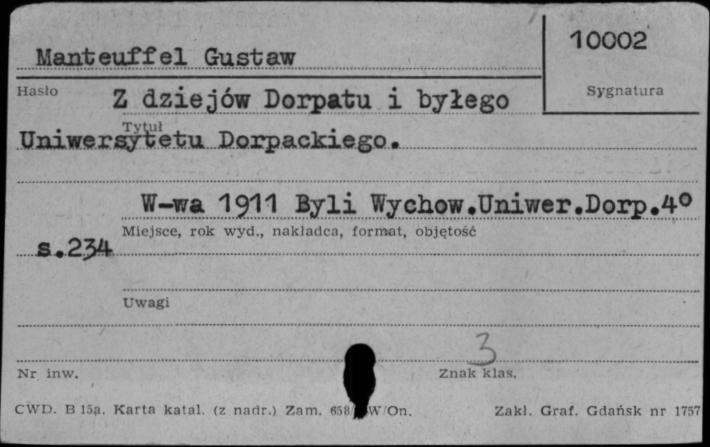 Manteuffel Gustaw
10002
Hasło
Sygnatura
Z dziejów Dorpatu i byłego
Tytuł
Uniwersytetu Dorpackiego.
W-wa 1911 Byli Wychow.Uniwer.Dorp.4°
Miejsce, rok wyd., nakładca, format, objętość
s.234
Uwagi
3
Nr inw.
Znak klas.
CWD. B 15a. Karta katal. (z nadr.) Zam. 658/ W/On.
Zakł. Graf. Gdańsk nr 1757